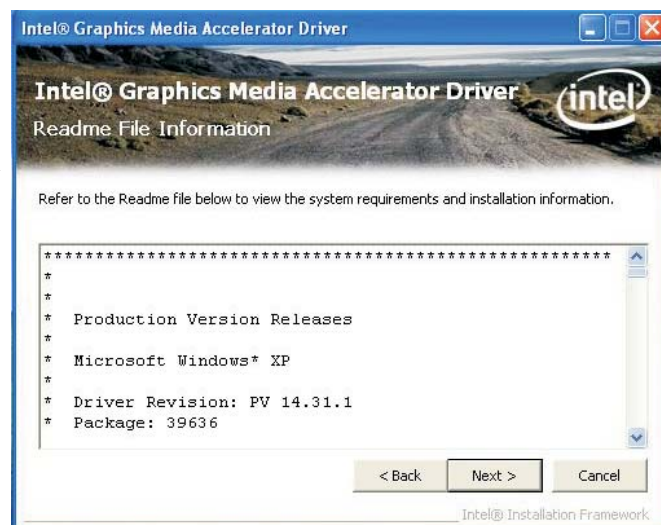 Intel® Graphics Media Accelerator Driver
Intel® Graphics Media Accelerator Driver
Readme File Information
intel
Refer to the Readme file below to view the system requirements and installation information.
*******************************************************
*
*
* Production Version Releases
*
* Microsoft Windows* XP
*
* Driver Revision: PV 14.31.1
* Package: 39636
< Back Next > Cancel
Intel® Installation Framework